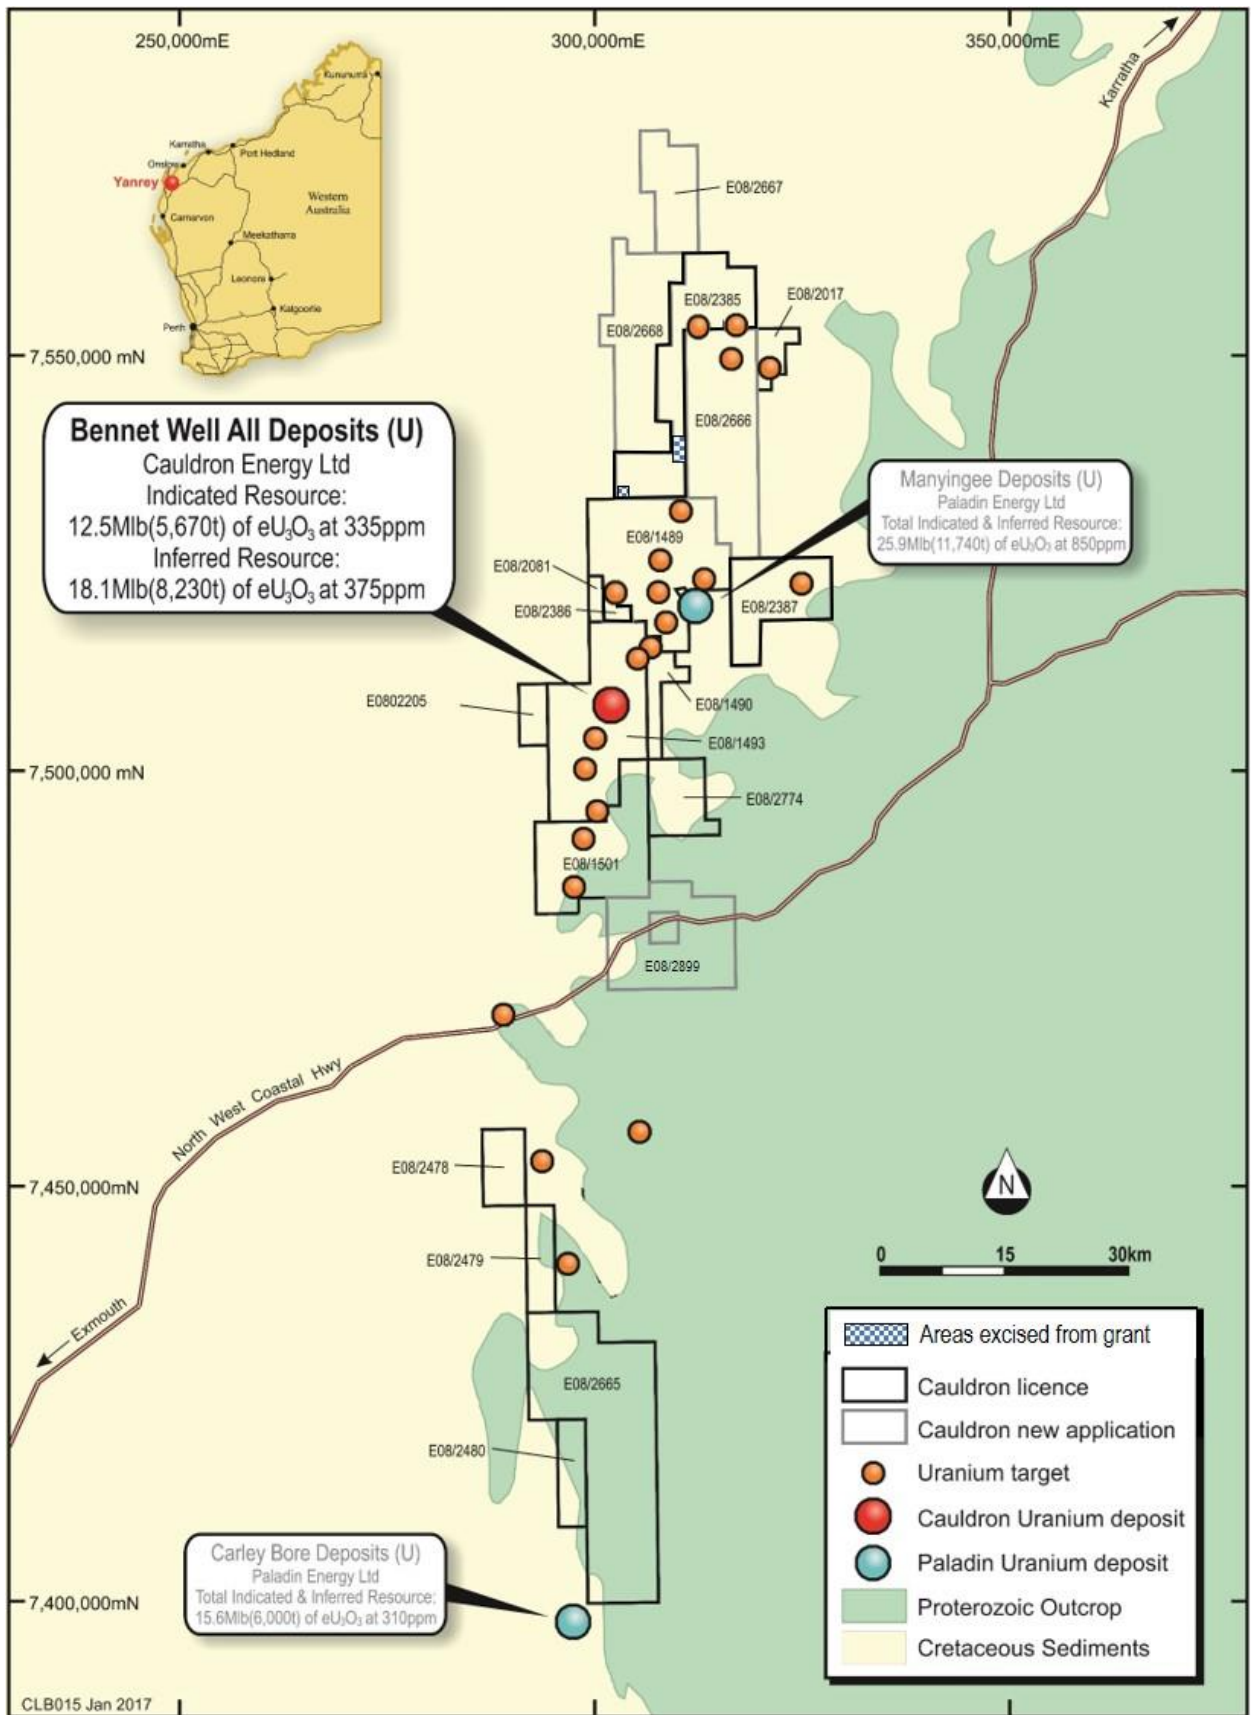 250,000mE
300,000mE
350,000mE
Karratha
Kununurra
Karratha
Port Hedland
Onslow
Yanrey
Western
Australia
Carnarvon
Meekatharra
Leonora
Kalgoorlie
Perth
E08/2667
E08/2385
E08/2017
E08/2668
7,550,000 mN
E08/2666
Bennet Well All Deposits (U)
Cauldron Energy Ltd
Indicated Resource:
12.5Mlb(5,670t) of eU₃O₃ at 335ppm
Inferred Resource:
18.1Mlb(8,230t) of eU₃O₃ at 375ppm
Manyingee Deposits (U)
Paladin Energy Ltd
Total Indicated & Inferred Resource:
25.9Mlb(11,740t) of eU₃O₃ at 850ppm
E08/1489
E08/2081
E08/2386
E08/2387
E0802205
E08/1490
E08/1493
7,500,000 mN
E08/2774
E08/1501
E08/2899
North West Coastal Hwy
E08/2478
7,450,000mN
N
E08/2479
0 15 30km
Exmouth
E08/2665
E08/2480
Areas excised from grant
Cauldron licence
Cauldron new application
Uranium target
Cauldron Uranium deposit
Paladin Uranium deposit
Proterozoic Outcrop
Cretaceous Sediments
Carley Bore Deposits (U)
Paladin Energy Ltd
Total Indicated & Inferred Resource:
15.6Mlb(6,000t) of eU₃O₃ at 310ppm
7,400,000mN
CLB015 Jan 2017